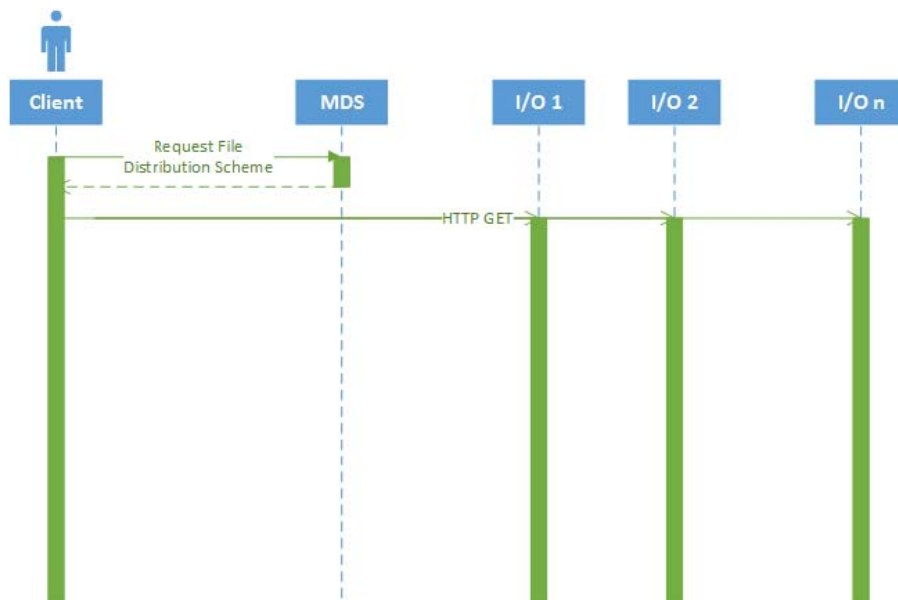 Client
MDS
I/O 1
I/O 2
I/O n
Request File
Distribution Scheme
HTTP GET